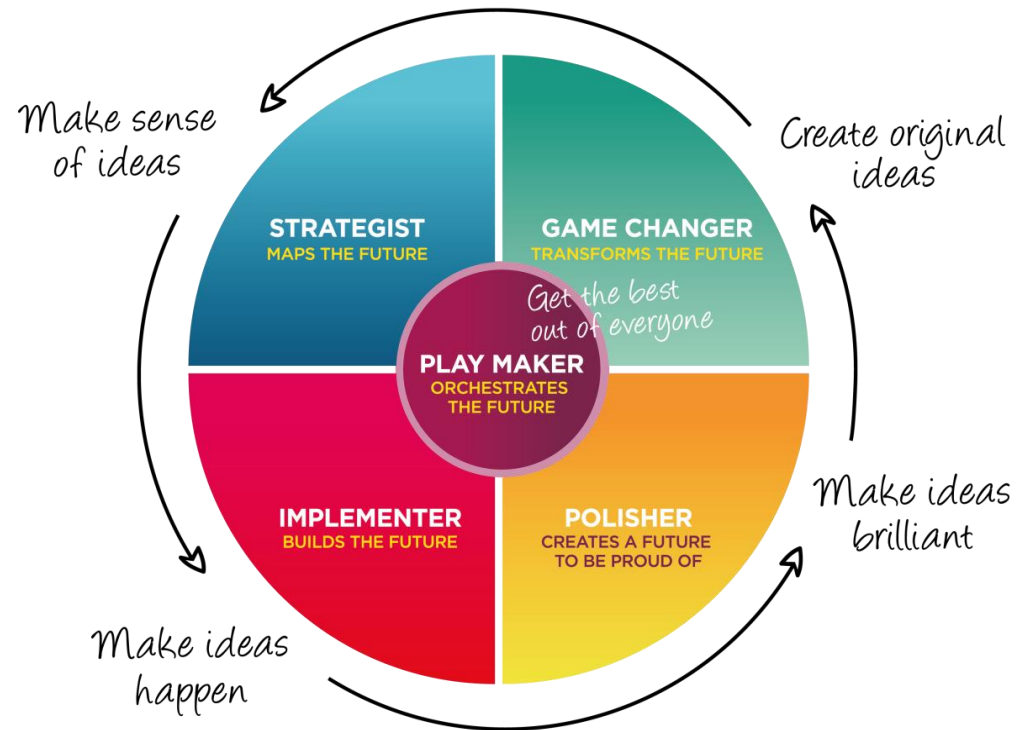 Make sense
of ideas
Create original
ideas
STRATEGIST
MAPS THE FUTURE
GAME CHANGER
TRANSFORMS THE FUTURE
Get the best
out of everyone
PLAY MAKER
ORCHESTRATES
THE FUTURE
IMPLEMENTER
BUILDS THE FUTURE
POLISHER
CREATES A FUTURE
TO BE PROUD OF
Make ideas
brilliant
Make ideas
happen